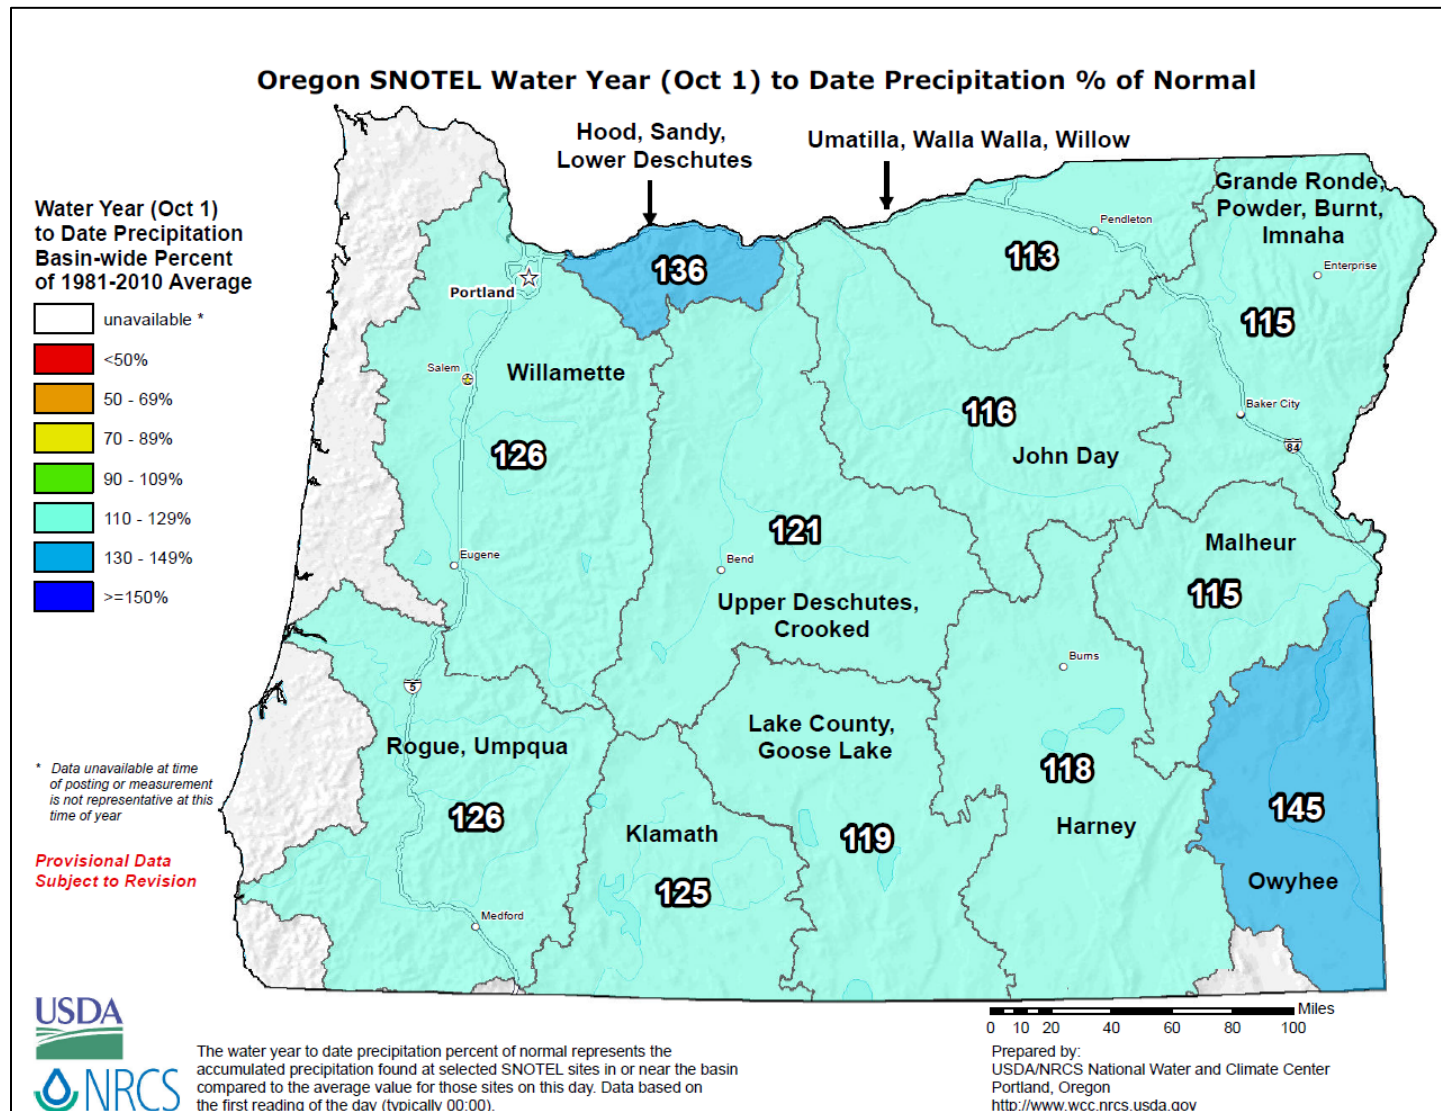 Oregon SNOTEL Water Year (Oct 1) to Date Precipitation % of Normal
Hood, Sandy,
Lower Deschutes
Umatilla, Walla Walla, Willow
Grande Ronde,
Powder, Burnt,
Imnaha
Water Year (Oct 1)
to Date Precipitation
Basin-wide Percent
of 1981-2010 Average
unavailable *
<50%
50 - 69%
70 - 89%
90 - 109%
110 - 129%
130 - 149%
>=150%
Pendleton
Enterprise
136
113
115
Portland
Salem
Willamette
126
116
John Day
Baker City
84
121
Bend
Upper Deschutes,
Crooked
Eugene
Malheur
115
Burns
5
Rogue, Umpqua
126
Lake County,
Goose Lake
119
118
Harney
Klamath
125
145
Owyhee
Medford
* Data unavailable at time
of posting or measurement
is not representative at this
time of year
Provisional Data
Subject to Revision
USDA
NRCS
The water year to date precipitation percent of normal represents the
accumulated precipitation found at selected SNOTEL sites in or near the basin
compared to the average value for those sites on this day. Data based on
the first reading of the day (typically 00:00).
Miles
0 10 20 40 60 80 100
Prepared by:
USDA/NRCS National Water and Climate Center
Portland, Oregon
http://www.wcc.nrcs.usda.gov